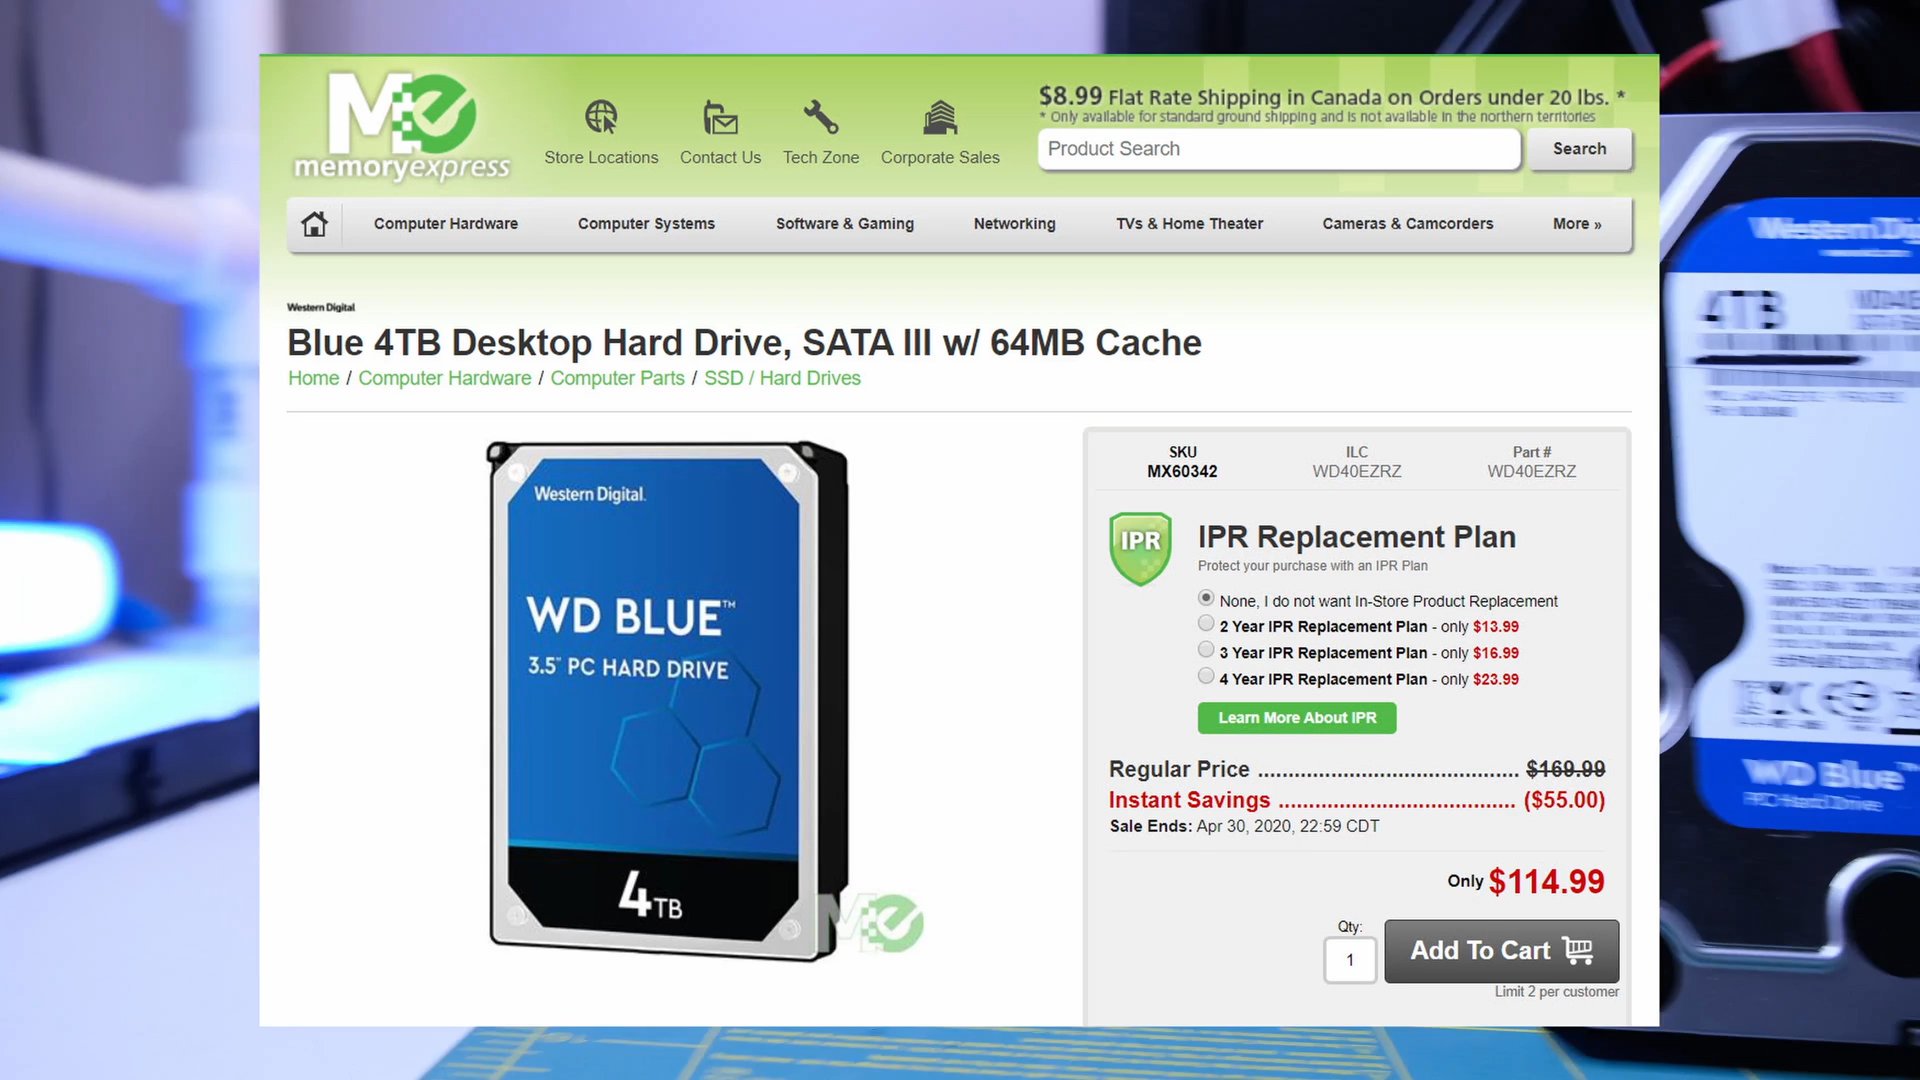 memoryexpress
Store Locations
Contact Us
Tech Zone
Corporate Sales
$8.99 Flat Rate Shipping in Canada on Orders under 20 lbs. *
* Only available for standard ground shipping and is not available in the northern territories
Product Search
Search
Computer Hardware
Computer Systems
Software & Gaming
Networking
TVs & Home Theater
Cameras & Camcorders
More »
Western Digital
Blue 4TB Desktop Hard Drive, SATA III w/ 64MB Cache
Home / Computer Hardware / Computer Parts / SSD / Hard Drives
Western Digital.
WD BLUE™
3.5" PC HARD DRIVE
4TB
SKU
MX60342
ILC
WD40EZRZ
Part #
WD40EZRZ
IPR
IPR Replacement Plan
Protect your purchase with an IPR Plan
None, I do not want In-Store Product Replacement
2 Year IPR Replacement Plan - only $13.99
3 Year IPR Replacement Plan - only $16.99
4 Year IPR Replacement Plan - only $23.99
Learn More About IPR
Regular Price ........................................ $169.99
Instant Savings ...................................... ($55.00)
Sale Ends: Apr 30, 2020, 22:59 CDT
Only $114.99
Qty:
1
Add To Cart
Limit 2 per customer
Western
4TB
WD Blue™
PC Hard Drive